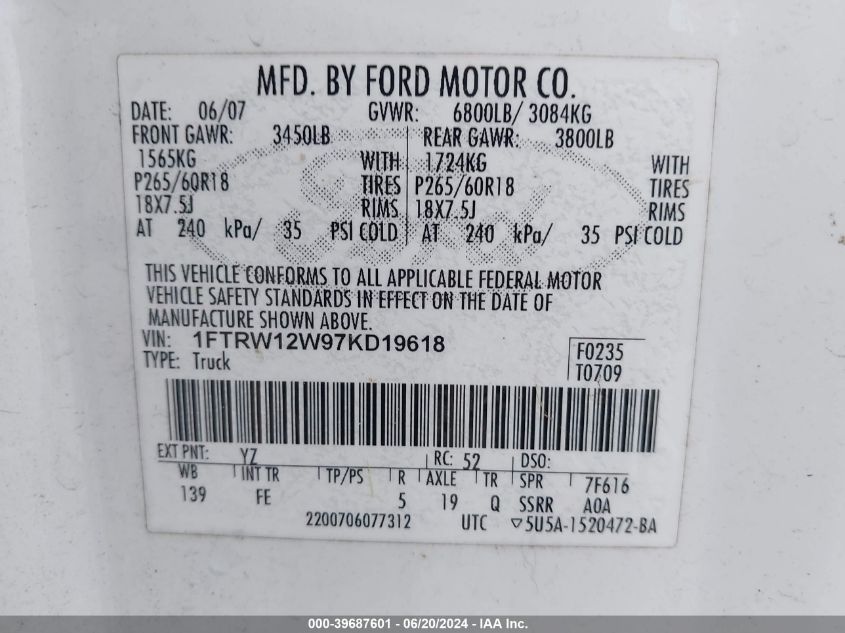 MFD. BY FORD MOTOR CO.
DATE: 06/07 GVWR: 6800LB/ 3084KG
FRONT GAWR: 3450LB REAR GAWR: 3800LB
1565KG WITH 1724KG WITH
P265/60R18 TIRES P265/60R18 TIRES
18X7.5J RIMS 18X7.5J RIMS
AT 240 kPa/ 35 PSI COLD AT 240 kPa/ 35 PSI COLD
THIS VEHICLE CONFORMS TO ALL APPLICABLE FEDERAL MOTOR
VEHICLE SAFETY STANDARDS IN EFFECT ON THE DATE OF
MANUFACTURE SHOWN ABOVE.
VIN: 1FTRW12W97KD19618
TYPE: Truck
F0235
T0709
EXT PNT: YZ RC: 52 DSO:
WB INT TR TP/PS R AXLE TR SPR 7F616
139 FE 5 19 Q SSRR A0A
2200706077312 UTC ▽5U5A-1520472-BA
000-39687601 - 06/20/2024 - IAAI.com